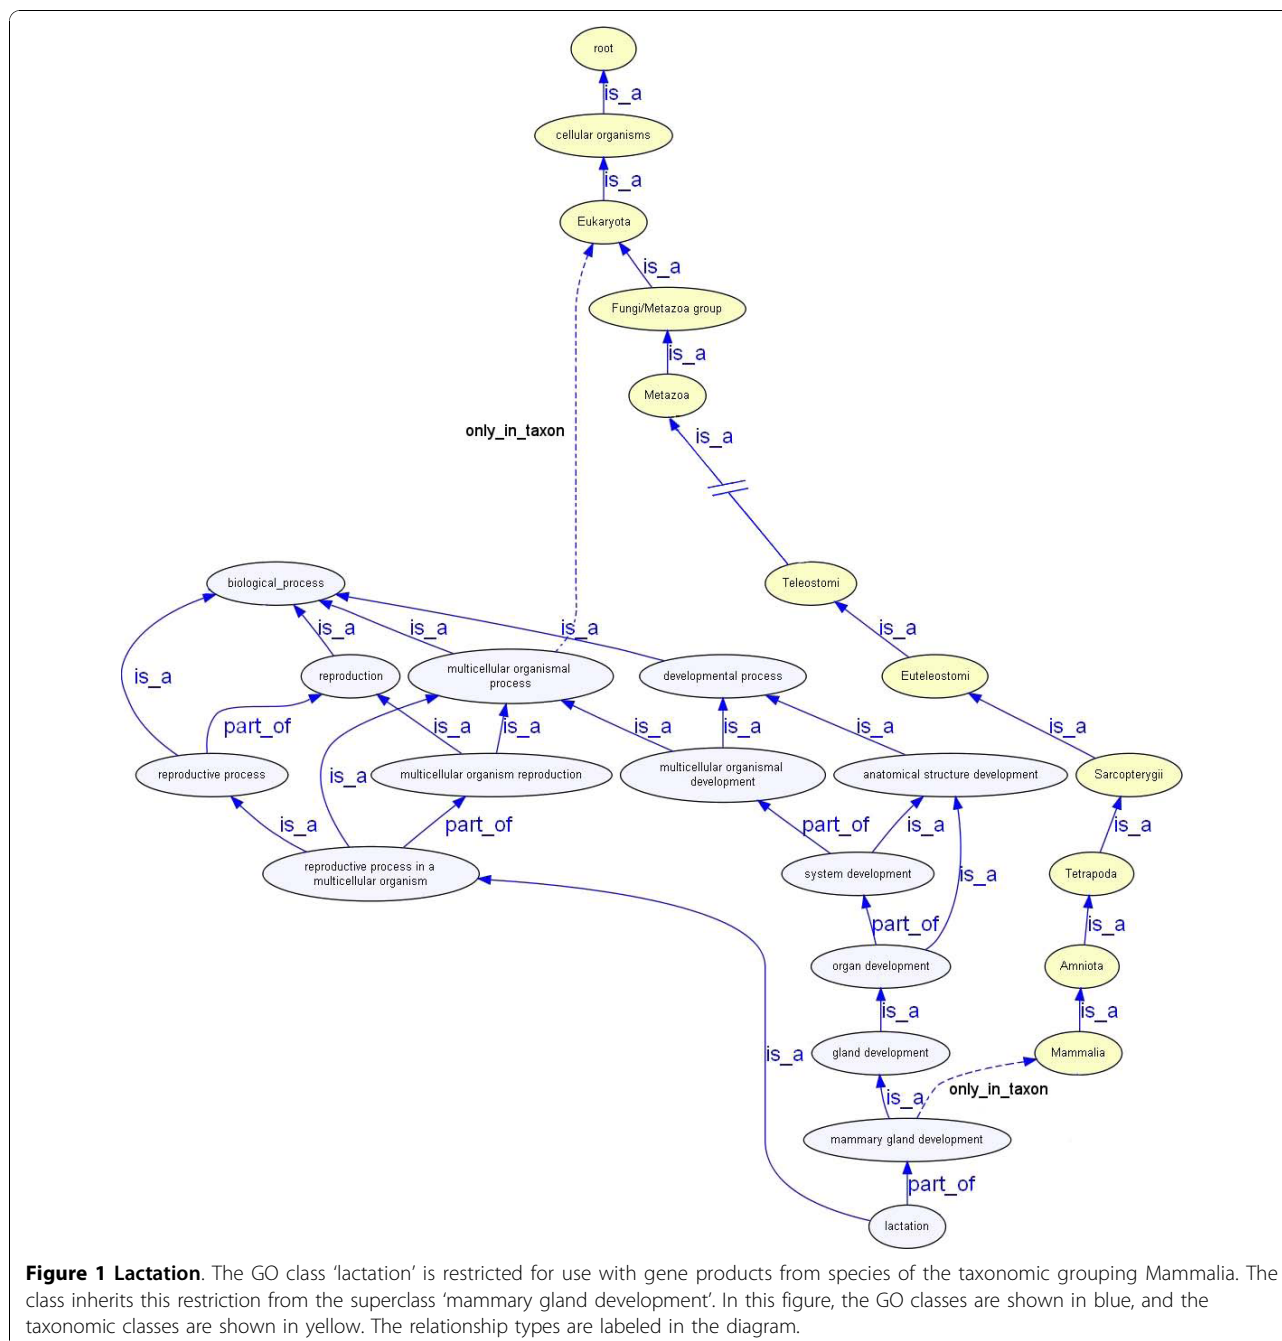 root
is_a
cellular organisms
is_a
Eukaryota
is_a
Fungi/Metazoa group
is_a
Metazoa
only_in_taxon
is_a
biological_process
Teleostomi
is_a
is_a
is_a
is_a
is_a
reproduction
multicellular organismal
process
developmental process
Euteleostomi
is_a
part_of
is_a
is_a
is_a
is_a
is_a
is_a
reproductive process
multicellular organism reproduction
multicellular organismal
development
anatomical structure development
Sarcopterygii
is_a
is_a
part_of
part_of
is_a
is_a
reproductive process in a
multicellular organism
system development
is_a
Tetrapoda
part_of
is_a
organ development
Amniota
is_a
is_a
is_a
gland development
Mammalia
is_a
only_in_taxon
mammary gland development
part_of
lactation
Figure 1 Lactation. The GO class ‘lactation’ is restricted for use with gene products from species of the taxonomic grouping Mammalia. The
class inherits this restriction from the superclass ‘mammary gland development’. In this figure, the GO classes are shown in blue, and the
taxonomic classes are shown in yellow. The relationship types are labeled in the diagram.